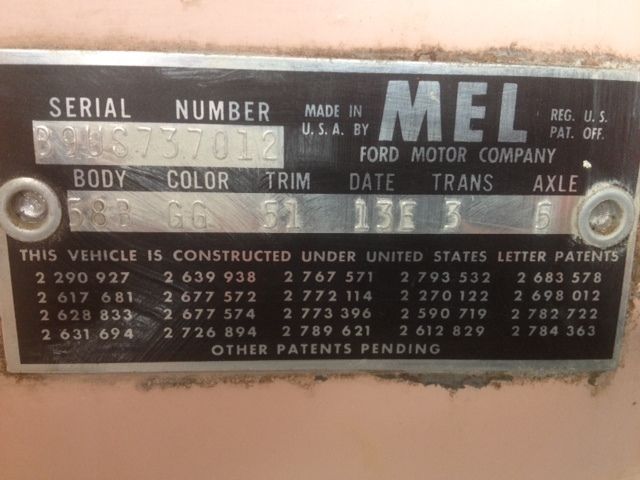 SERIAL NUMBER
MADE IN
U.S.A. BY
MEL
FORD MOTOR COMPANY
REG. U.S.
PAT. OFF.
B9US737012
BODY COLOR TRIM DATE TRANS AXLE
58B GG 51 13E 3 6
THIS VEHICLE IS CONSTRUCTED UNDER UNITED STATES LETTER PATENTS
2 290 927 2 639 938 2 767 571 2 793 532 2 683 578
2 617 681 2 677 572 2 772 114 2 270 122 2 698 012
2 628 833 2 677 574 2 773 396 2 590 719 2 782 722
2 631 694 2 726 894 2 789 621 2 612 829 2 784 363
OTHER PATENTS PENDING